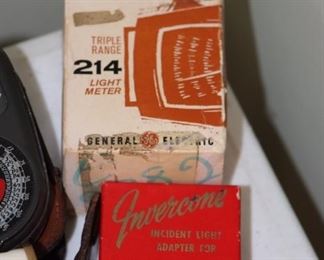 TRIPLE
RANGE
214
LIGHT
METER
GENERAL ELECTRIC
Invercone
INCIDENT LIGHT
ADAPTER FOR